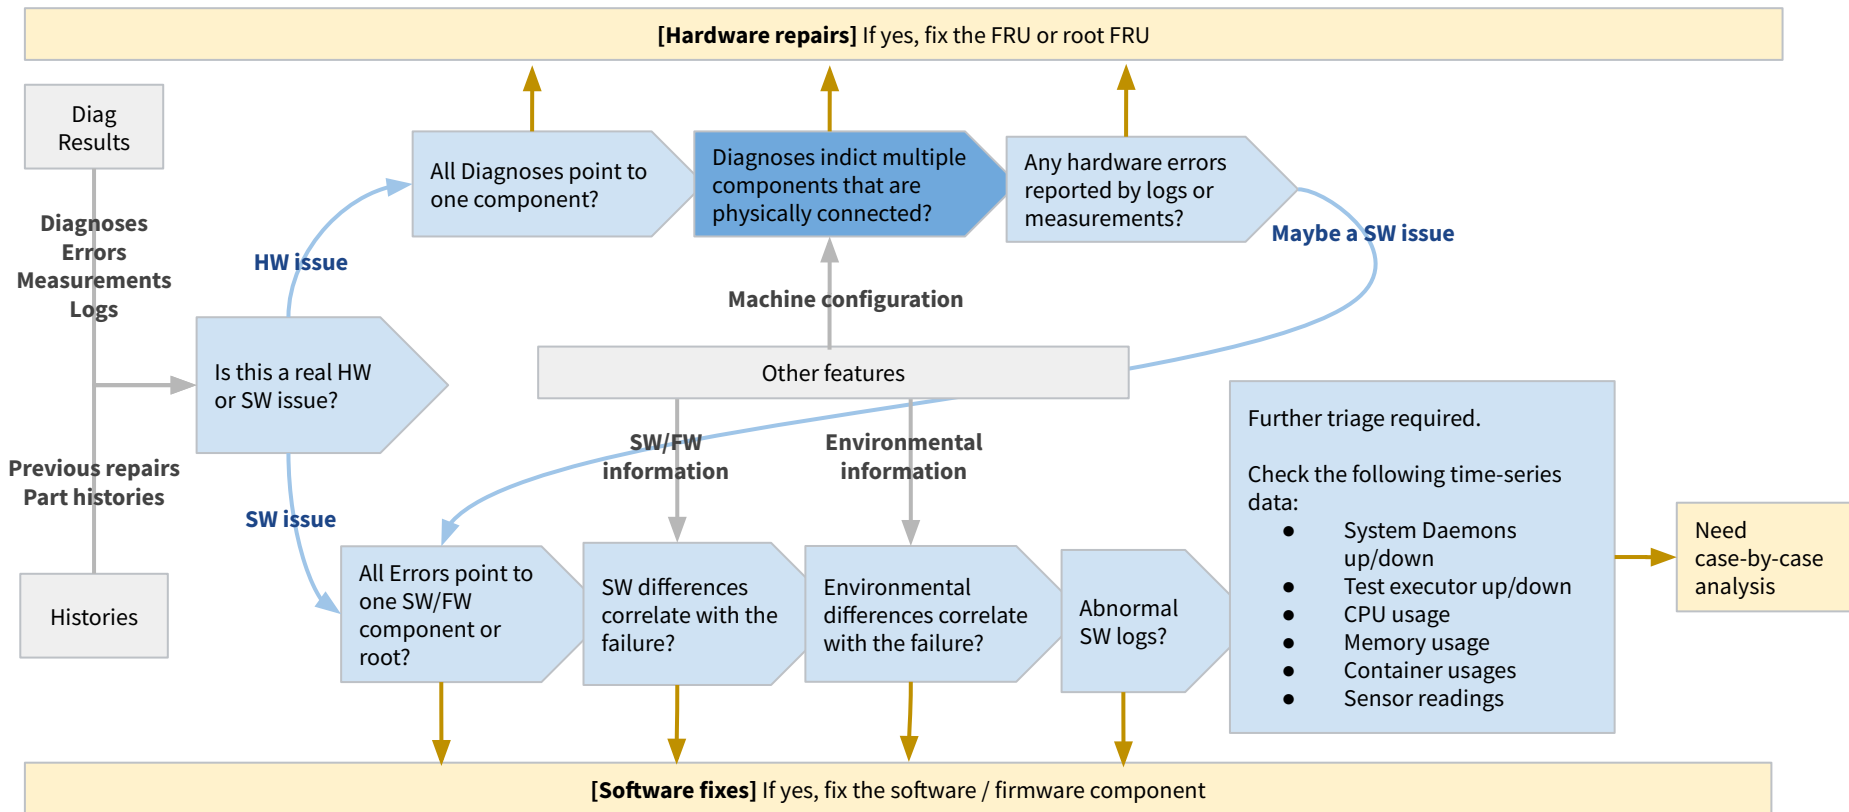 [Hardware repairs] If yes, fix the FRU or root FRU
Diag
Results
Diagnoses
Errors
Measurements
Logs
HW issue
All Diagnoses point to
one component?
Diagnoses indict multiple
components that are
physically connected?
Any hardware errors
reported by logs or
measurements?
Maybe a SW issue
Machine configuration
Is this a real HW
or SW issue?
Other features
SW/FW
information
Environmental
information
Previous repairs
Part histories
SW issue
Histories
All Errors point to
one SW/FW
component or
root?
SW differences
correlate with the
failure?
Environmental
differences correlate
with the failure?
Abnormal
SW logs?
Further triage required.
Check the following time-series
data:
● System Daemons
up/down
● Test executor up/down
● CPU usage
● Memory usage
● Container usages
● Sensor readings
Need
case-by-case
analysis
[Software fixes] If yes, fix the software / firmware component